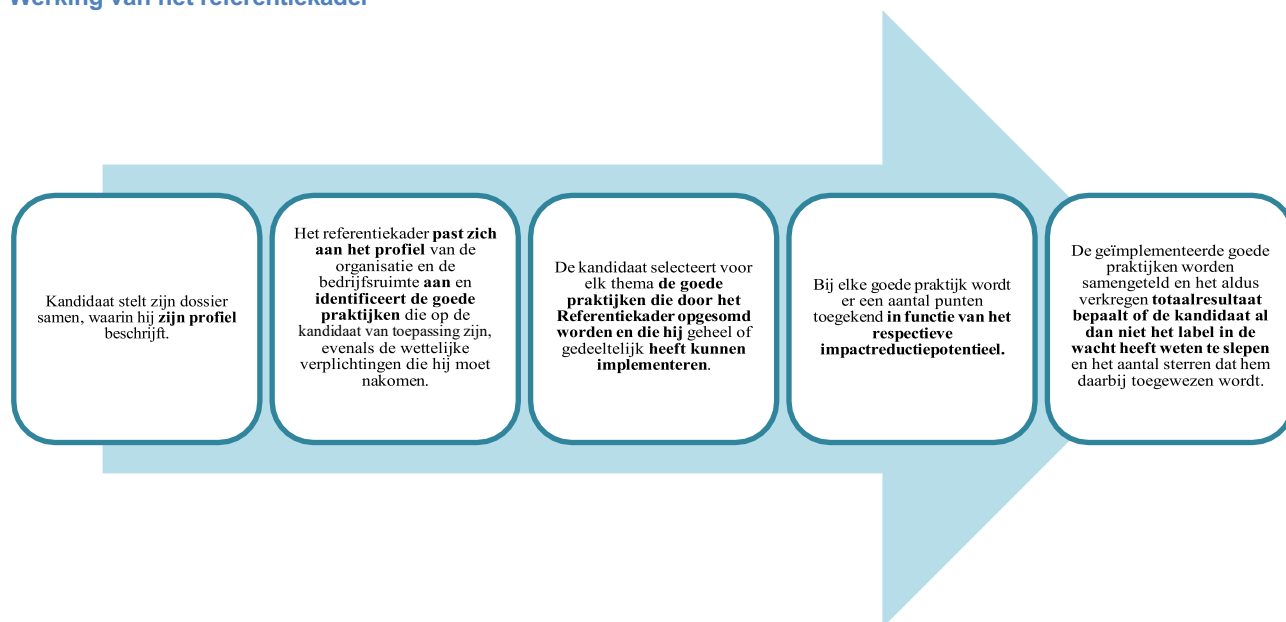 Werking van het referentiekader
Kandidaat stelt zijn dossier
samen, waarin hij zijn profiel
beschrijft.
Het referentiekader past zich
aan het profiel van de
organisatie en de
bedrijfsruimte aan en
identificeert de goede
praktijken die op de
kandidaat van toepassing zijn,
evenals de wettelijke
verplichtingen die hij moet
nakomen.
De kandidaat selecteert voor
elk thema de goede
praktijken die door het
Referentiekader opgesomd
worden en die hij geheel of
gedeeltelijk heeft kunnen
implementeren.
Bij elke goede praktijk wordt
er een aantal punten
toegekend in functie van het
respectieve
impactreductiepotentieel.
De geïmplementeerde goede
praktijken worden
samengeteld en het aldus
verkregen totaalresultaat
bepaalt of de kandidaat al
dan niet het label in de
wacht heeft weten te slepen
en het aantal sterren dat hem
daarbij toegewezen wordt.